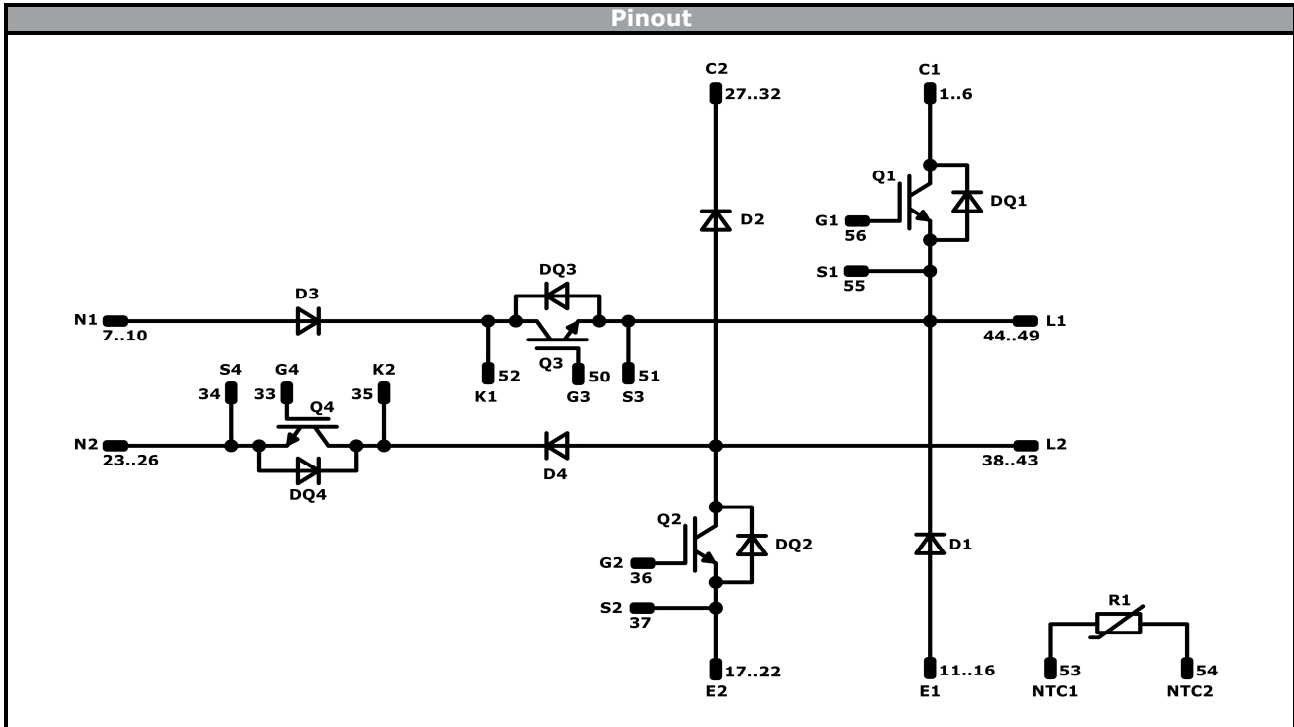 Pinout
C2
27..32
C1
1..6
Q1
DQ1
G1
56
D2
S1
55
DQ3
D3
N1
7..10
L1
44..49
Q3
52
50
51
K1
G3
S3
S4
34
G4
33
K2
35
Q4
N2
23..26
L2
38..43
DQ4
D4
Q2
DQ2
G2
36
S2
37
D1
R1
17..22
E2
11..16
E1
53
NTC1
54
NTC2